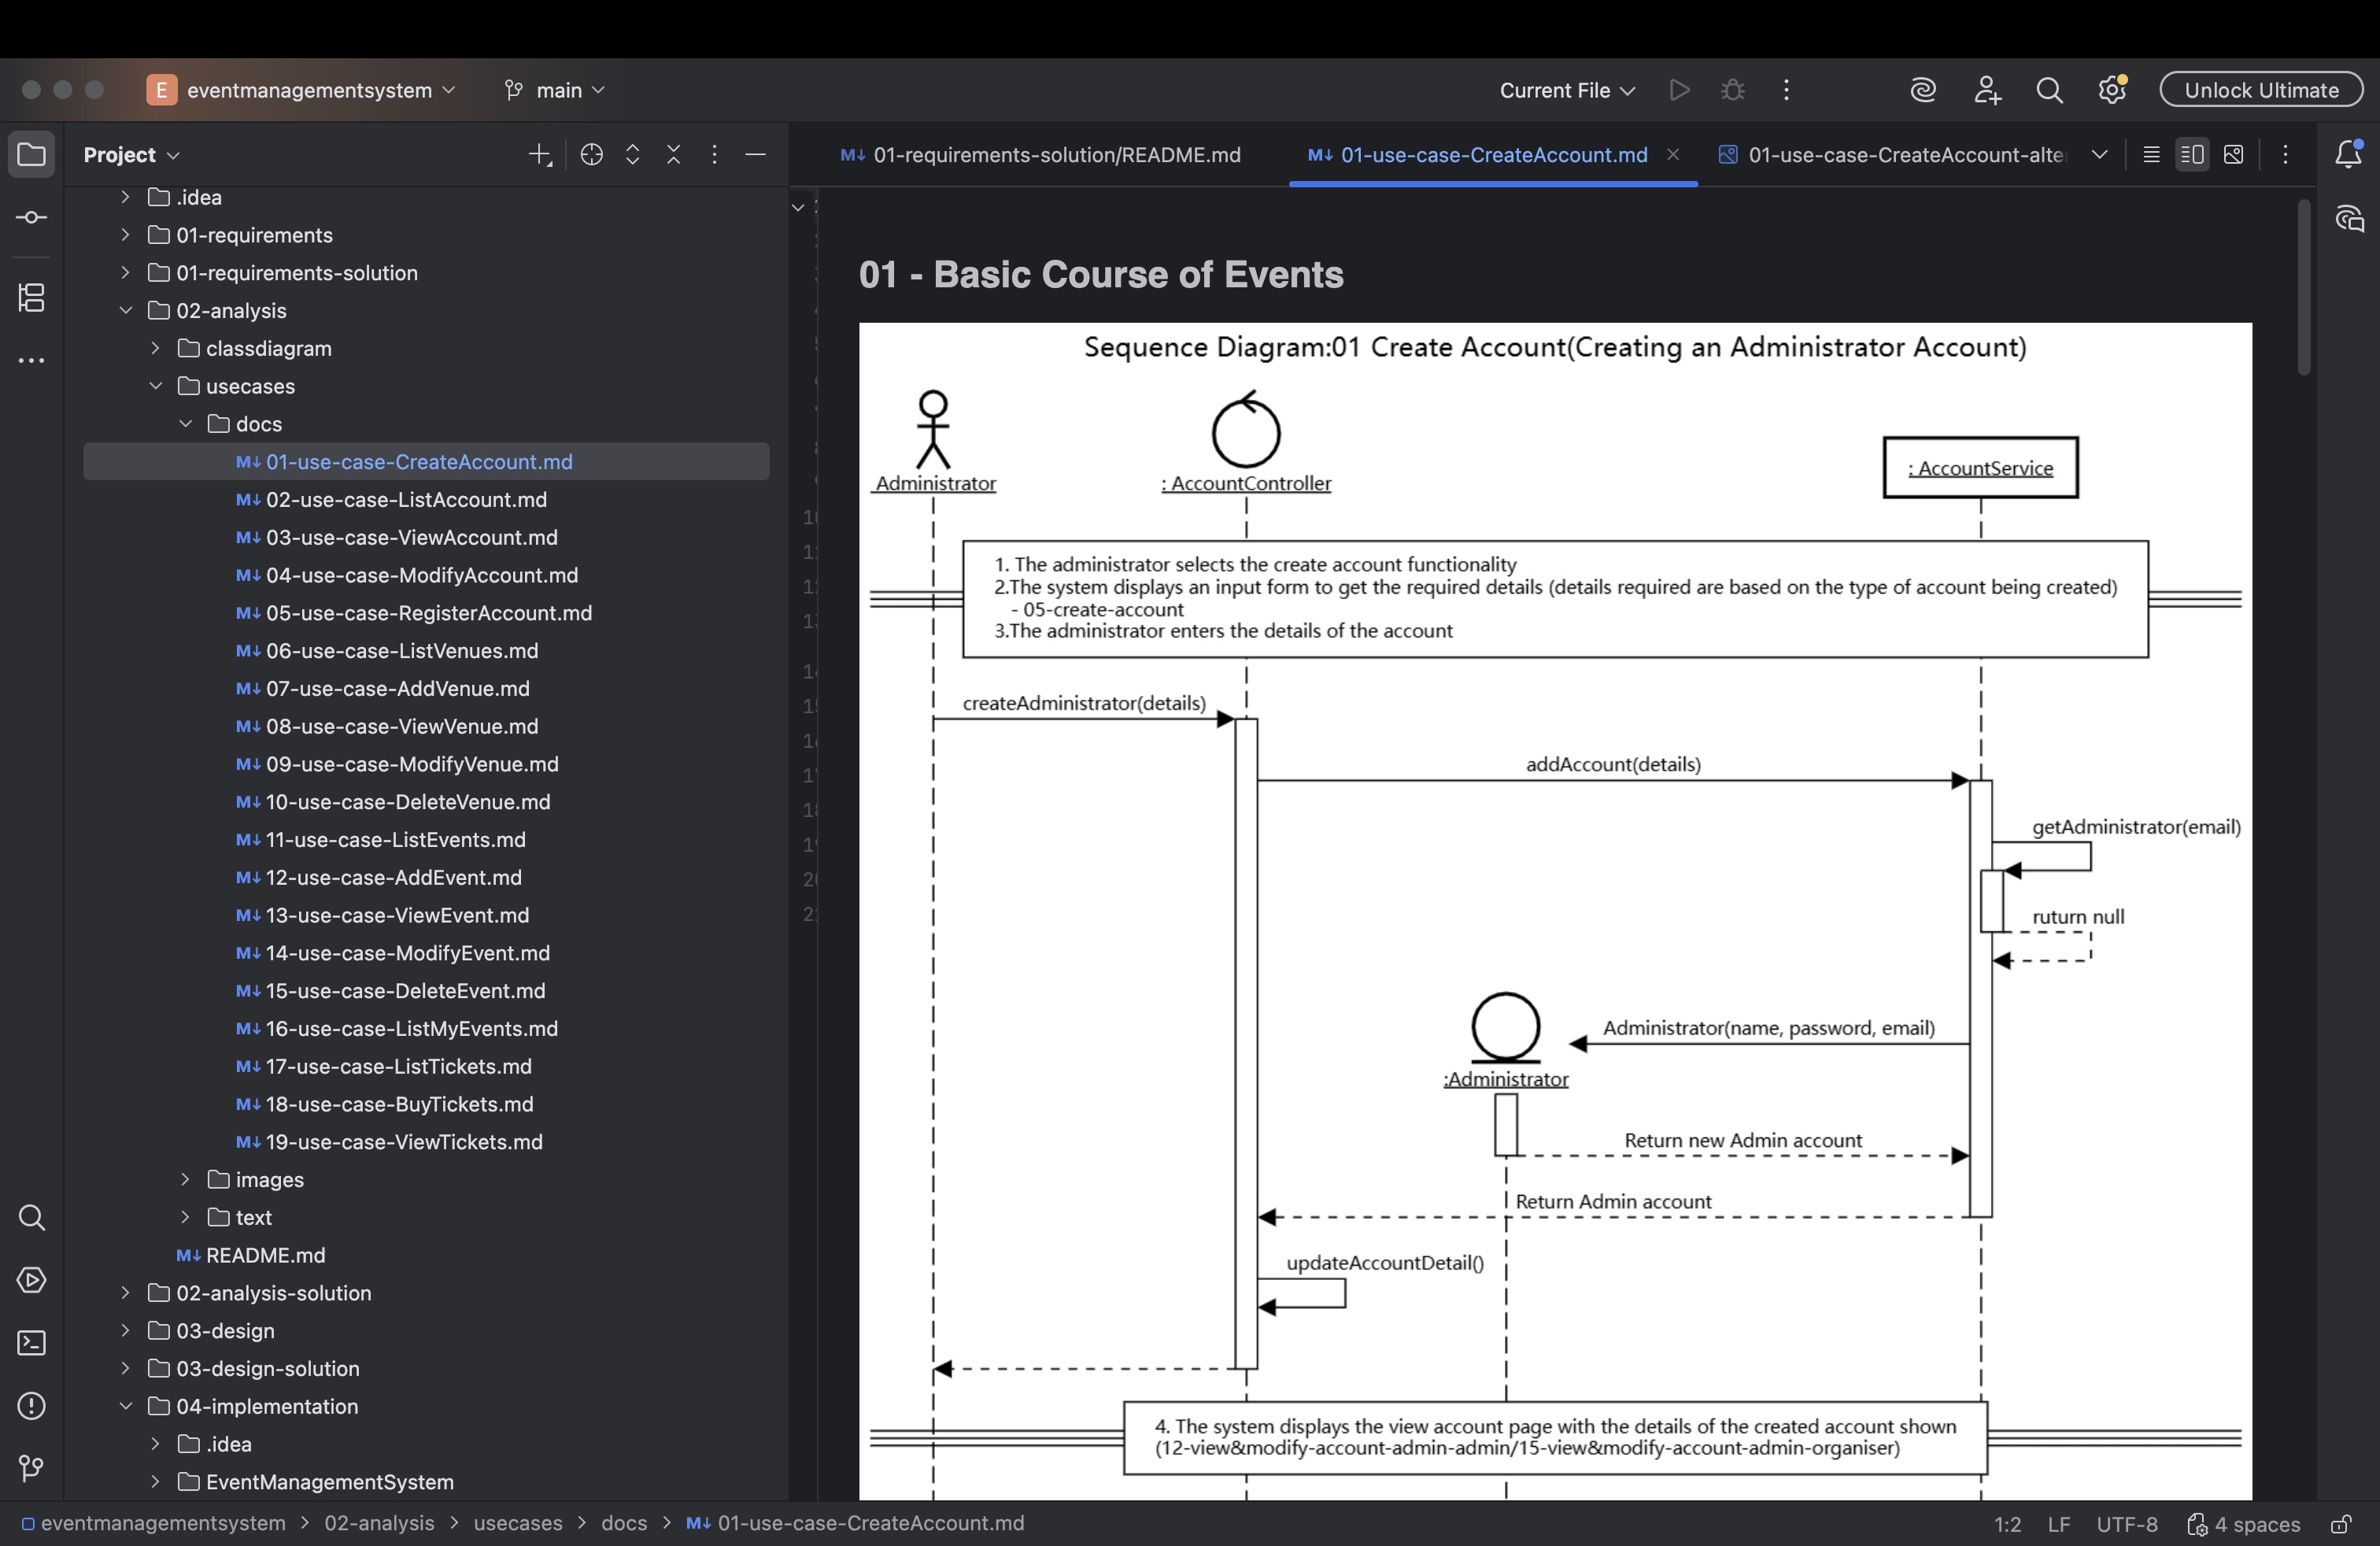 E eventmanagementsystem main Current File Unlock Ultimate
Project
M↓ 01-requirements-solution/README.md M↓ 01-use-case-CreateAccount.md 01-use-case-CreateAccount-alte
.idea
01-requirements
01-requirements-solution
02-analysis
classdiagram
usecases
docs
M↓ 01-use-case-CreateAccount.md
M↓ 02-use-case-ListAccount.md
M↓ 03-use-case-ViewAccount.md
M↓ 04-use-case-ModifyAccount.md
M↓ 05-use-case-RegisterAccount.md
M↓ 06-use-case-ListVenues.md
M↓ 07-use-case-AddVenue.md
M↓ 08-use-case-ViewVenue.md
M↓ 09-use-case-ModifyVenue.md
M↓ 10-use-case-DeleteVenue.md
M↓ 11-use-case-ListEvents.md
M↓ 12-use-case-AddEvent.md
M↓ 13-use-case-ViewEvent.md
M↓ 14-use-case-ModifyEvent.md
M↓ 15-use-case-DeleteEvent.md
M↓ 16-use-case-ListMyEvents.md
M↓ 17-use-case-ListTickets.md
M↓ 18-use-case-BuyTickets.md
M↓ 19-use-case-ViewTickets.md
images
text
M↓ README.md
02-analysis-solution
03-design
03-design-solution
04-implementation
.idea
EventManagementSystem
01 - Basic Course of Events
Sequence Diagram:01 Create Account(Creating an Administrator Account)
Administrator
: AccountController
: AccountService
1. The administrator selects the create account functionality
2.The system displays an input form to get the required details (details required are based on the type of account being created)
- 05-create-account
3.The administrator enters the details of the account
createAdministrator(details)
addAccount(details)
getAdministrator(email)
ruturn null
Administrator(name, password, email)
:Administrator
Return new Admin account
Return Admin account
updateAccountDetail()
4. The system displays the view account page with the details of the created account shown
(12-view&modify-account-admin-admin/15-view&modify-account-admin-organiser)
eventmanagementsystem > 02-analysis > usecases > docs > M↓ 01-use-case-CreateAccount.md
1:2 LF UTF-8 4 spaces